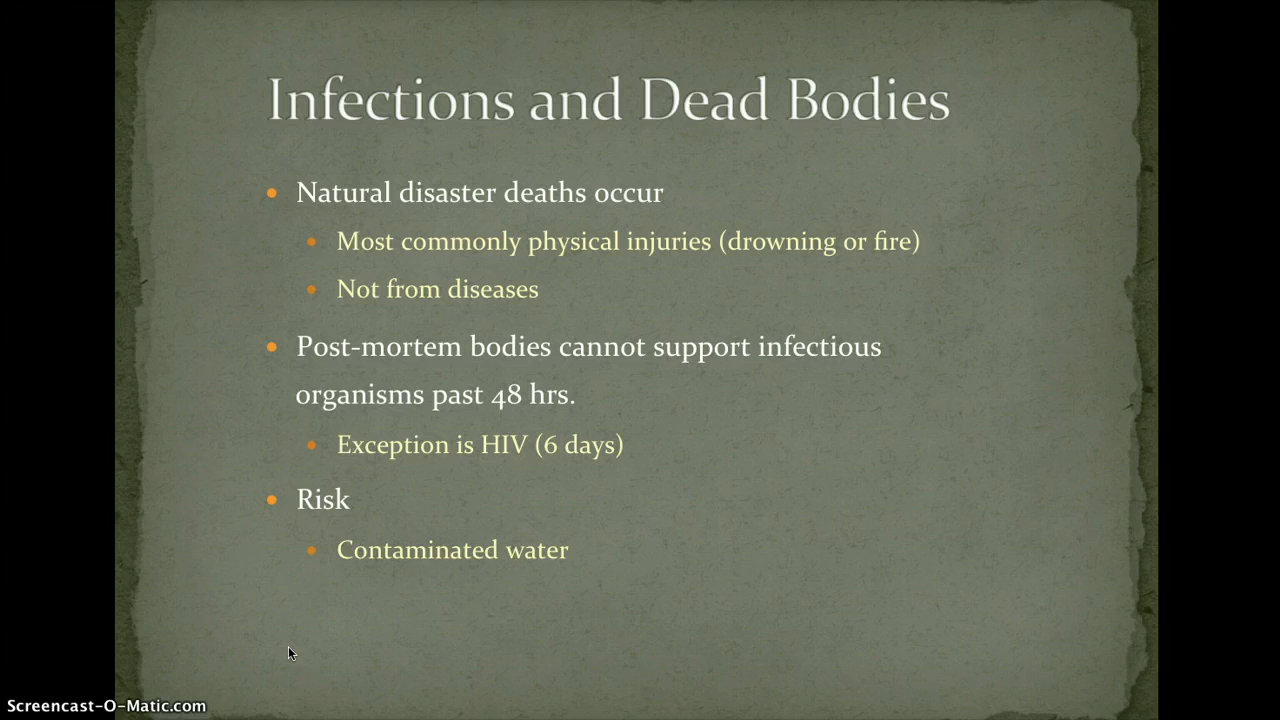 Infections and Dead Bodies
Natural disaster deaths occur
Most commonly physical injuries (drowning or fire)
Not from diseases
Post-mortem bodies cannot support infectious
organisms past 48 hrs.
Exception is HIV (6 days)
Risk
Contaminated water
Screencast-O-Matic.com